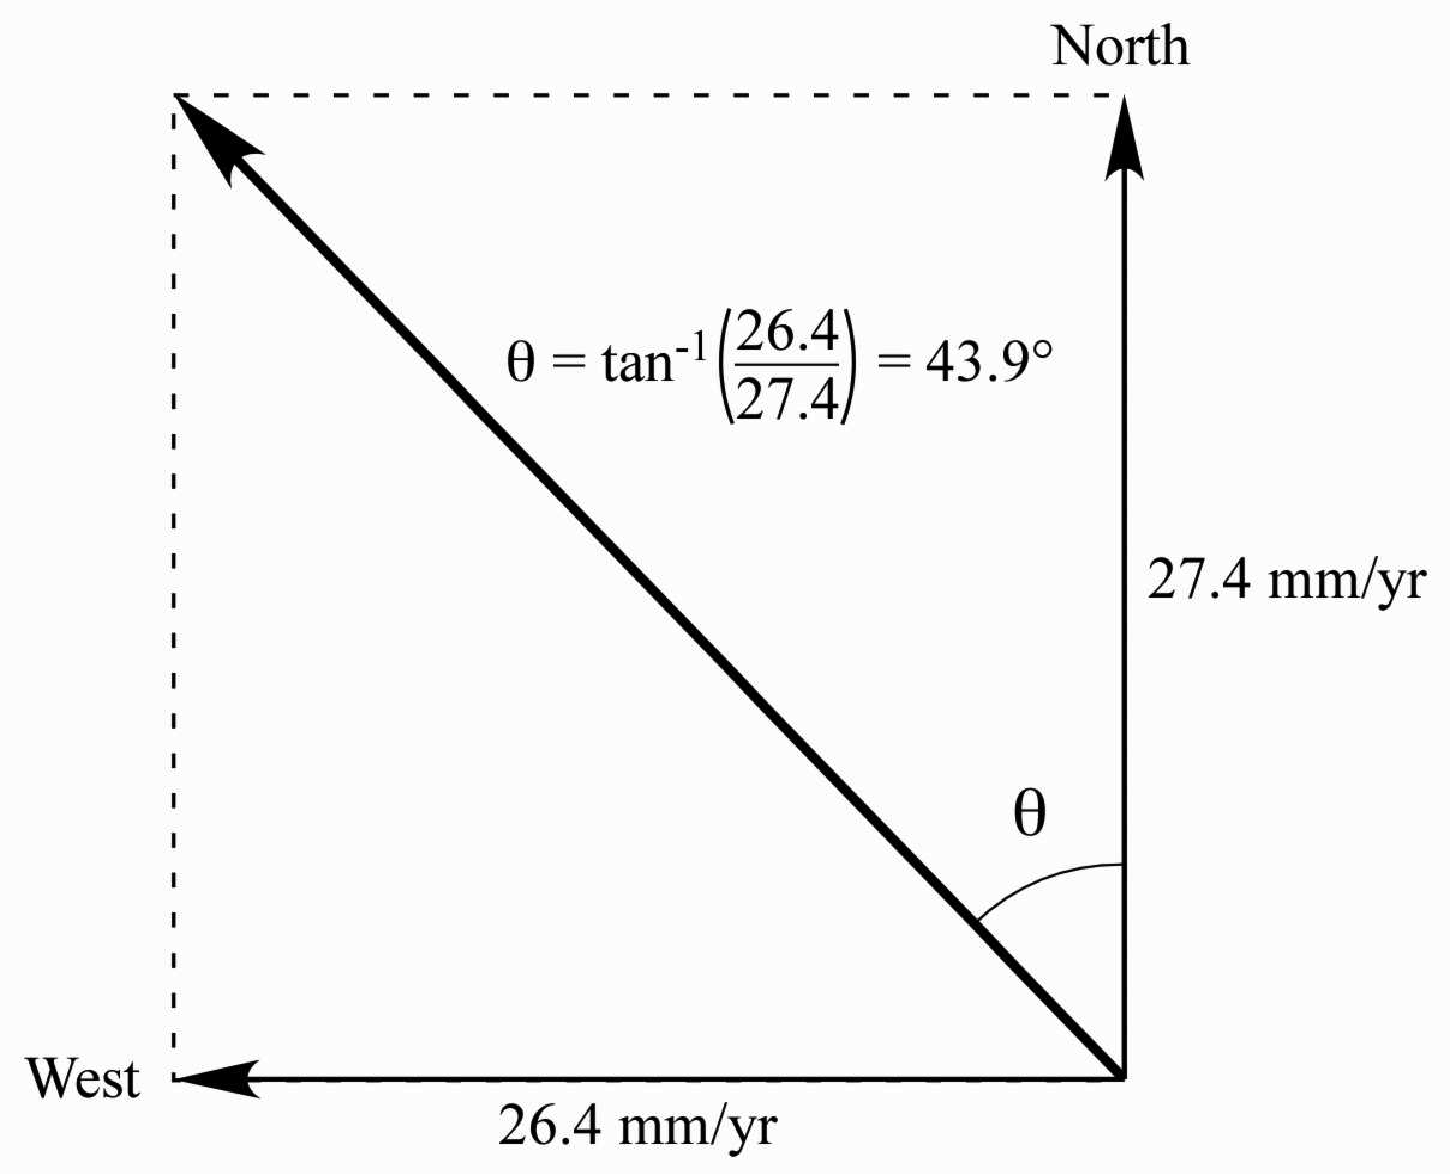 North
θ = tan⁻¹(26.4/27.4) = 43.9°
27.4 mm/yr
θ
West
26.4 mm/yr